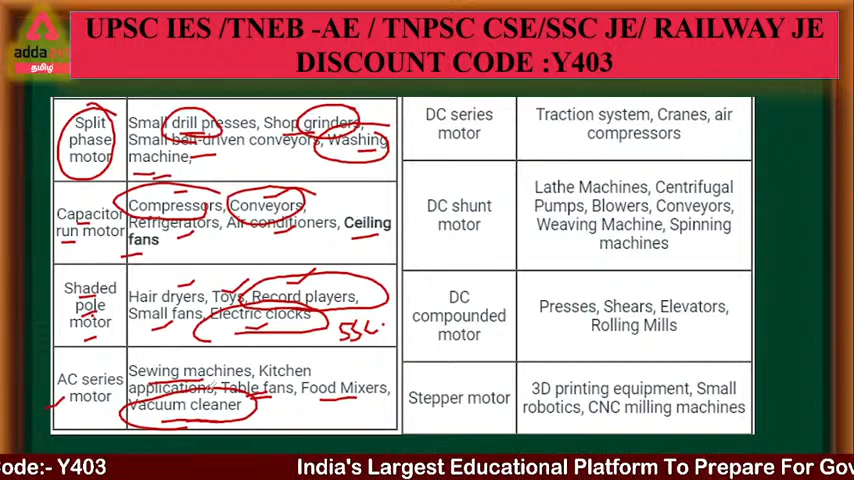 UPSC IES /TNEB -AE / TNPSC CSE/SSC JE/ RAILWAY JE
DISCOUNT CODE :Y403
adda247
தமிழ்
Split
phase
motor
Small drill presses, Shop grinders,
Small belt-driven conveyors, Washing
machine,
Capacitor
run motor
Compressors, Conveyors,
Refrigerators, Air conditioners, Ceiling
fans
Shaded
pole
motor
Hair dryers, Toys, Record players,
Small fans, Electric clocks
SSC.
AC series
motor
Sewing machines, Kitchen
applications, Table fans, Food Mixers,
Vacuum cleaner
DC series
motor
Traction system, Cranes, air
compressors
DC shunt
motor
Lathe Machines, Centrifugal
Pumps, Blowers, Conveyors,
Weaving Machine, Spinning
machines
DC
compounded
motor
Presses, Shears, Elevators,
Rolling Mills
Stepper motor
3D printing equipment, Small
robotics, CNC milling machines
Code:- Y403
India's Largest Educational Platform To Prepare For Gov